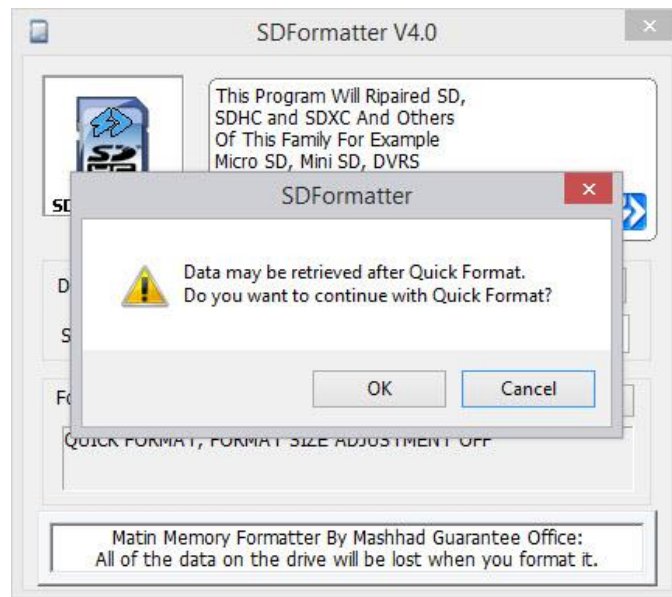 SDFormatter V4.0
This Program Will Ripaired SD,
SDHC and SDXC And Others
Of This Family For Example
Micro SD, Mini SD, DVRS
SDFormatter
Data may be retrieved after Quick Format.
Do you want to continue with Quick Format?
OK
Cancel
QUICK FORMAT, FORMAT SIZE ADJUSTMENT OFF
Matin Memory Formatter By Mashhad Guarantee Office:
All of the data on the drive will be lost when you format it.